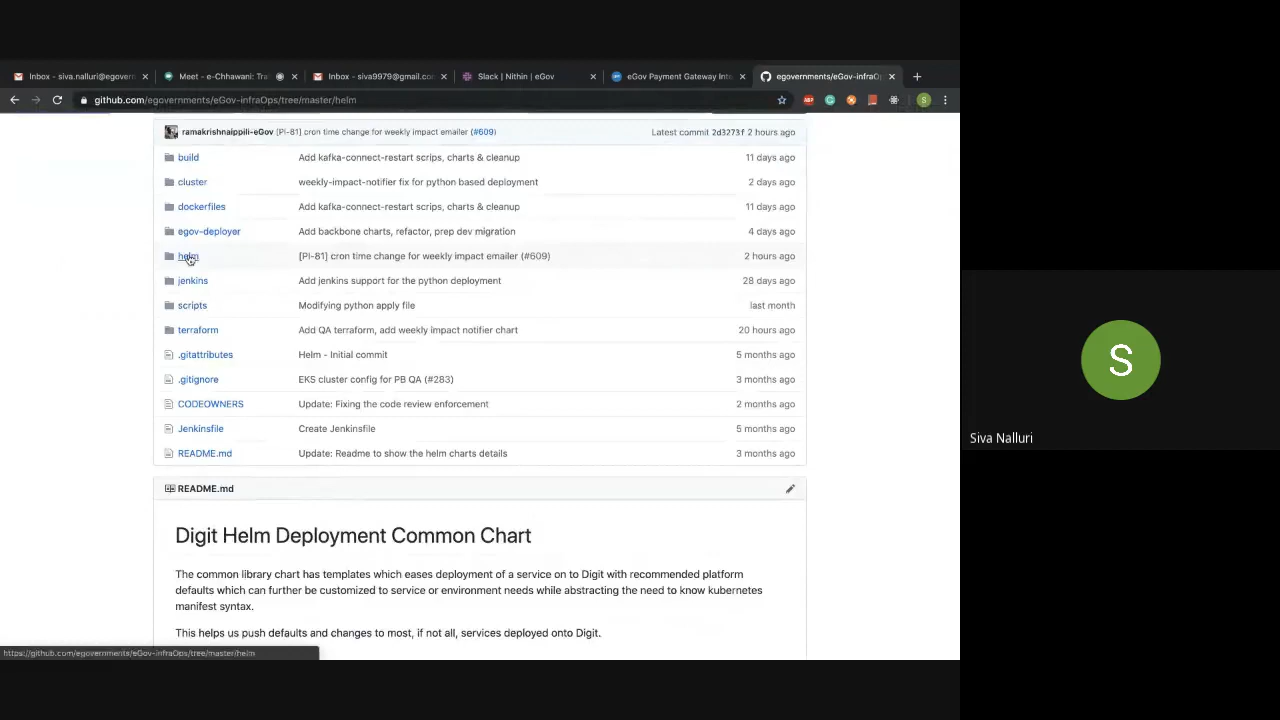 Inbox - siva.nalluri@egovern
Meet - e-Chhawani: Tra
Inbox - siva9979@gmail.co
Slack | Nithin | eGov
eGov Payment Gateway Inte
egovernments/eGov-infraOp
github.com/egovernments/eGov-infraOps/tree/master/helm
ramakrishnaippili-eGov [PI-81] cron time change for weekly impact emailer (#609) Latest commit 2d3273f 2 hours ago
build Add kafka-connect-restart scrips, charts & cleanup 11 days ago
cluster weekly-impact-notifier fix for python based deployment 2 days ago
dockerfiles Add kafka-connect-restart scrips, charts & cleanup 11 days ago
egov-deployer Add backbone charts, refactor, prep dev migration 4 days ago
helm [PI-81] cron time change for weekly impact emailer (#609) 2 hours ago
jenkins Add jenkins support for the python deployment 28 days ago
scripts Modifying python apply file last month
terraform Add QA terraform, add weekly impact notifier chart 20 hours ago
.gitattributes Helm - Initial commit 5 months ago
.gitignore EKS cluster config for PB QA (#283) 3 months ago
CODEOWNERS Update: Fixing the code review enforcement 2 months ago
Jenkinsfile Create Jenkinsfile 5 months ago
README.md Update: Readme to show the helm charts details 3 months ago
README.md
Digit Helm Deployment Common Chart
The common library chart has templates which eases deployment of a service on to Digit with recommended platform
defaults which can further be customized to service or environment needs while abstracting the need to know kubernetes
manifest syntax.
This helps us push defaults and changes to most, if not all, services deployed onto Digit.
https://github.com/egovernments/eGov-infraOps/tree/master/helm
S
Siva Nalluri